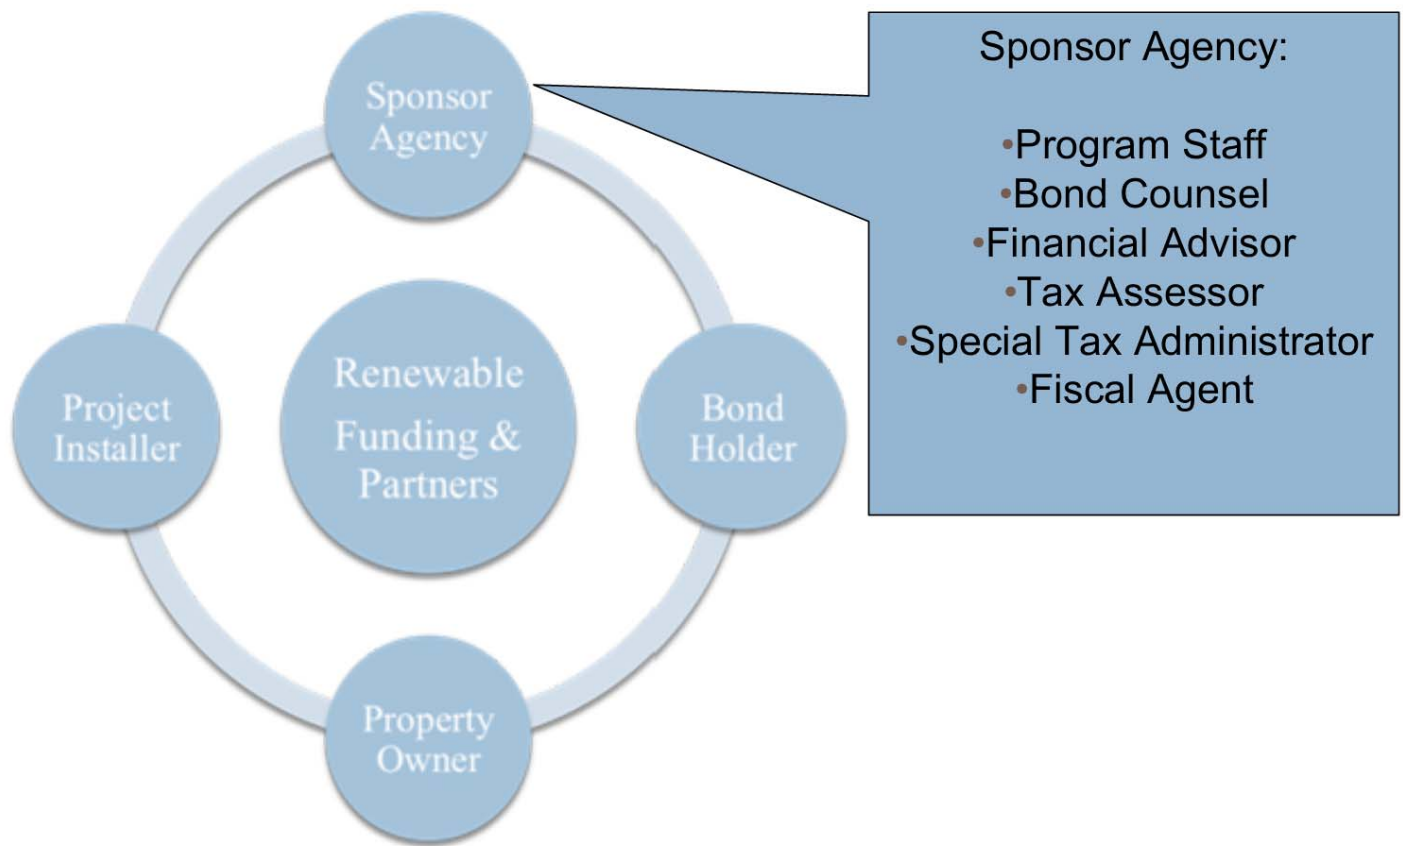 Sponsor
Agency
Sponsor Agency:
•Program Staff
•Bond Counsel
•Financial Advisor
•Tax Assessor
•Special Tax Administrator
•Fiscal Agent
Project
Installer
Renewable
Funding &
Partners
Bond
Holder
Property
Owner